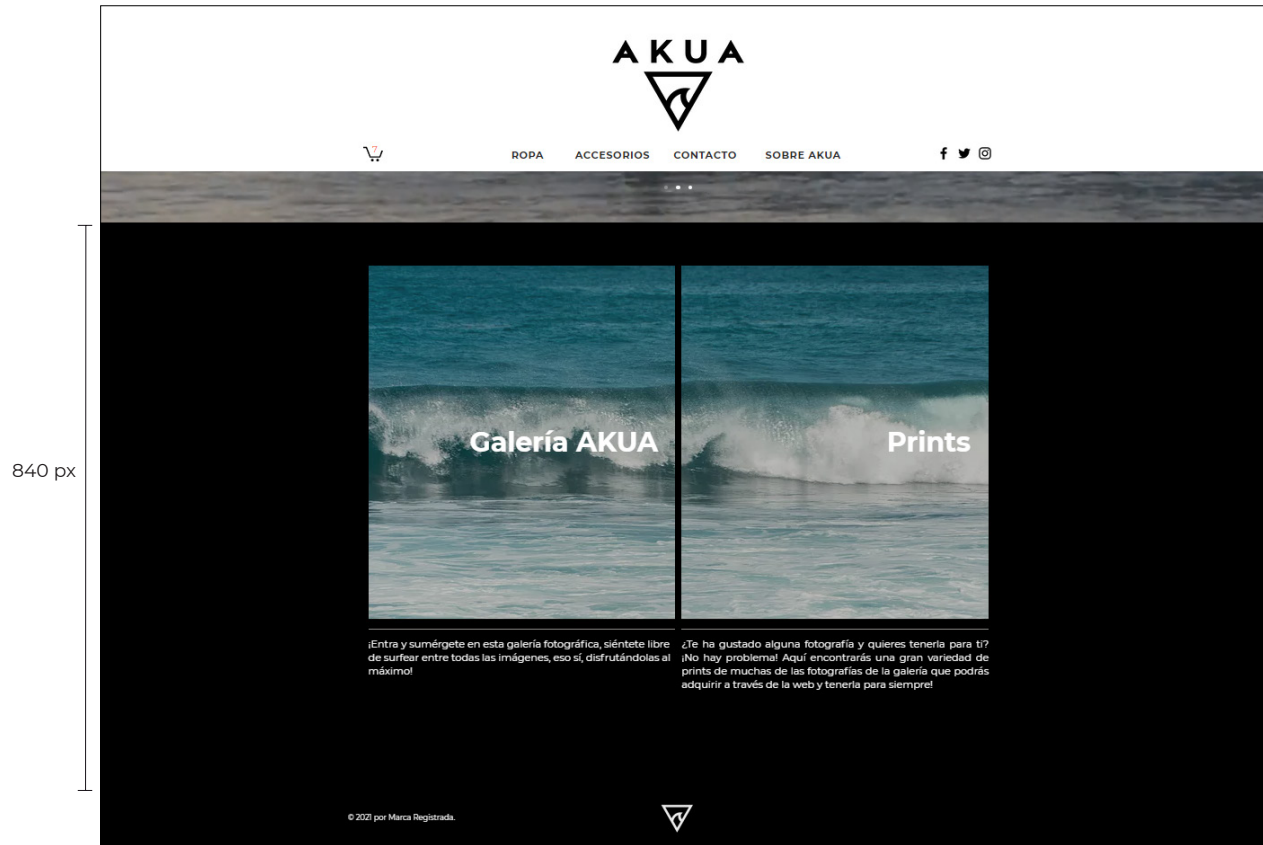 AKUA
7
ROPA ACCESORIOS CONTACTO SOBRE AKUA
840 px
Galería AKUA
Prints
¡Entra y sumérgete en esta galería fotográfica, siéntete libre
de surfear entre todas las imágenes, eso sí, disfrutándolas al
máximo!
¿Te ha gustado alguna fotografía y quieres tenerla para ti?
¡No hay problema! Aquí encontrarás una gran variedad de
prints de muchas de las fotografías de la galería que podrás
adquirir a través de la web y tenerla para siempre!
© 2021 por Marca Registrada.